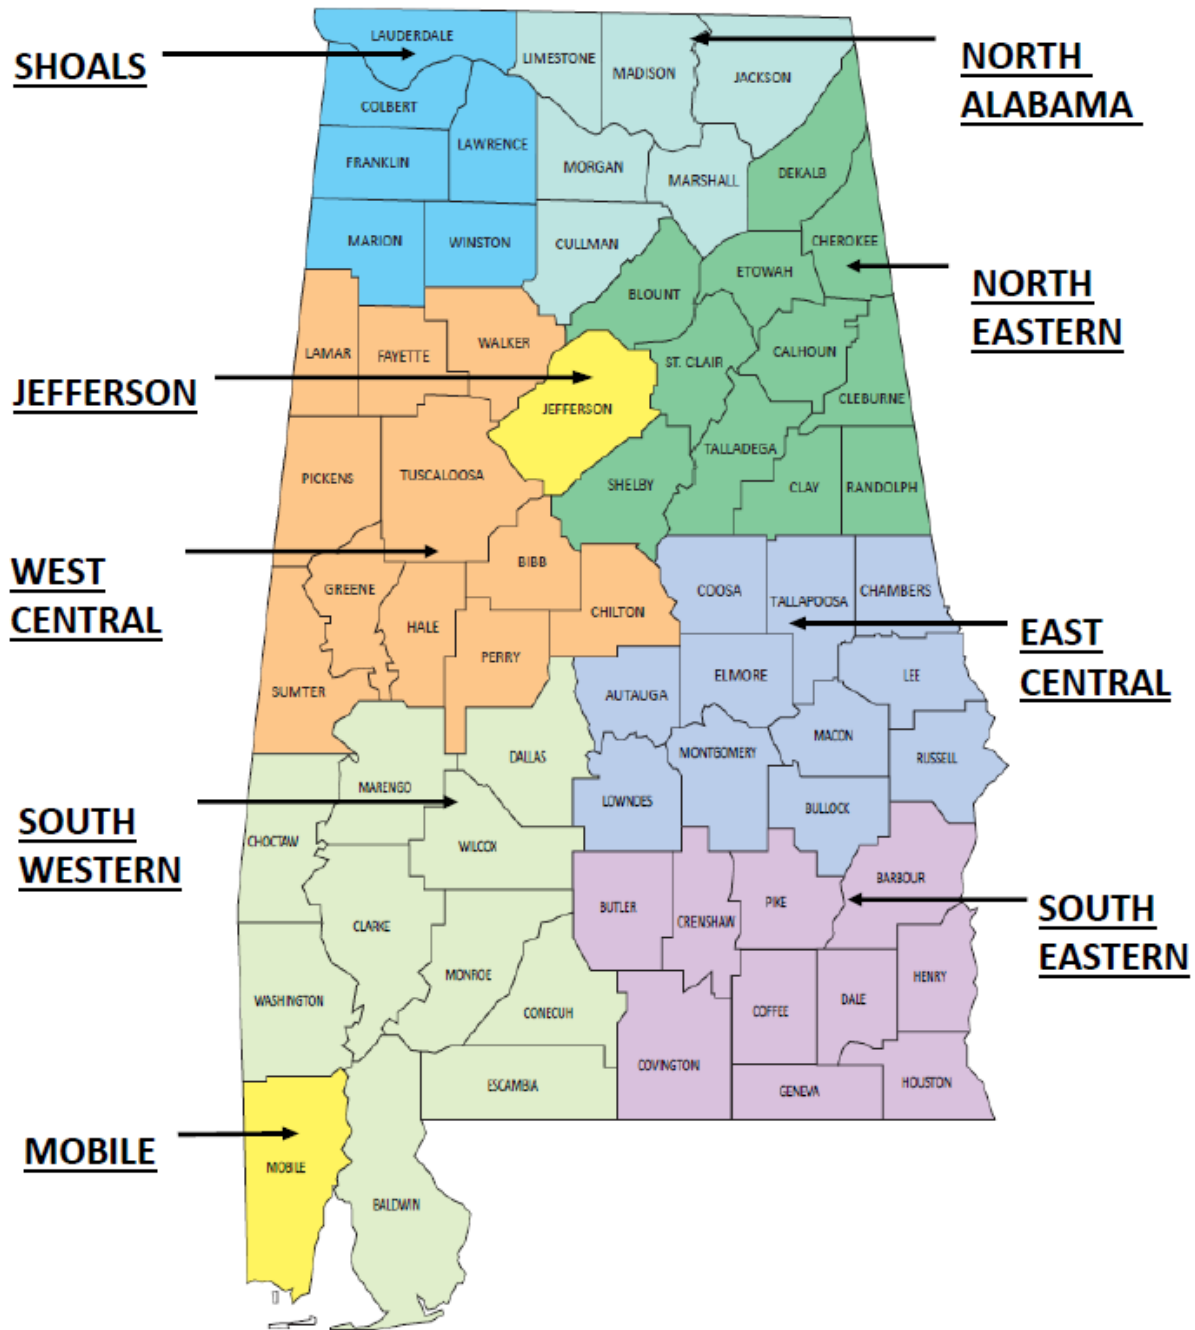 LAUDERDALE
SHOALS
LIMESTONE
MADISON
JACKSON
NORTH
ALABAMA
COLBERT
LAWRENCE
FRANKLIN
MORGAN
MARSHALL
DEKALB
MARION
WINSTON
CULLMAN
CHEROKEE
ETOWAH
BLOUNT
NORTH
EASTERN
LAMAR
FAYETTE
WALKER
ST. CLAIR
CALHOUN
JEFFERSON
JEFFERSON
CLEBURNE
PICKENS
TUSCALOOSA
TALLADEGA
SHELBY
CLAY
RANDOLPH
WEST
CENTRAL
GREENE
BIBB
COOSA
TALLAPOOSA
CHAMBERS
HALE
CHILTON
EAST
CENTRAL
PERRY
SUMTER
AUTAUGA
ELMORE
LEE
DALLAS
MONTGOMERY
MACON
RUSSELL
MARENGO
LOWNDES
BULLOCK
SOUTH
WESTERN
CHOCTAW
WILCOX
BARBOUR
BUTLER
CRENSHAW
PIKE
SOUTH
EASTERN
CLARKE
MONROE
HENRY
WASHINGTON
CONECUH
COFFEE
DALE
COVINGTON
ESCAMBIA
GENEVA
HOUSTON
MOBILE
MOBILE
BALDWIN